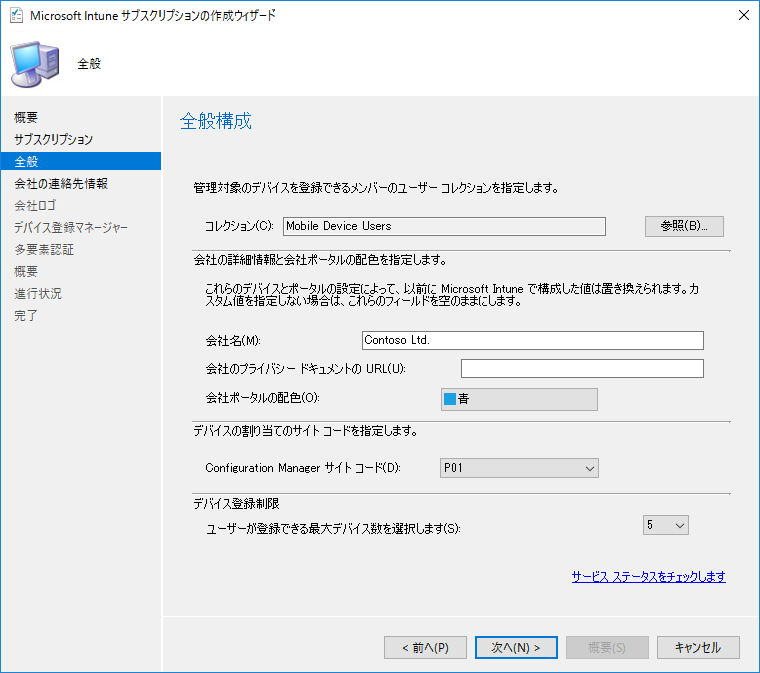 Microsoft Intune サブスクリプションの作成ウィザード
全般
概要
サブスクリプション
全般
会社の連絡先情報
会社ロゴ
デバイス登録マネージャー
多要素認証
概要
進行状況
完了
全般構成
管理対象のデバイスを登録できるメンバーのユーザー コレクションを指定します。
コレクション(C): Mobile Device Users 参照(B)...
会社の詳細情報と会社ポータルの配色を指定します。
これらのデバイスとポータルの設定によって、以前に Microsoft Intune で構成した値は置き換えられます。カ
スタム値を指定しない場合は、これらのフィールドを空のままにします。
会社名(M): Contoso Ltd.
会社のプライバシー ドキュメントの URL(U):
会社ポータルの配色(O): 青
デバイスの割り当てのサイト コードを指定します。
Configuration Manager サイト コード(D): P01
デバイス登録制限
ユーザーが登録できる最大デバイス数を選択します(S): 5
サービス ステータスをチェックします
< 前へ(P) 次へ(N) > 概要(S) キャンセル